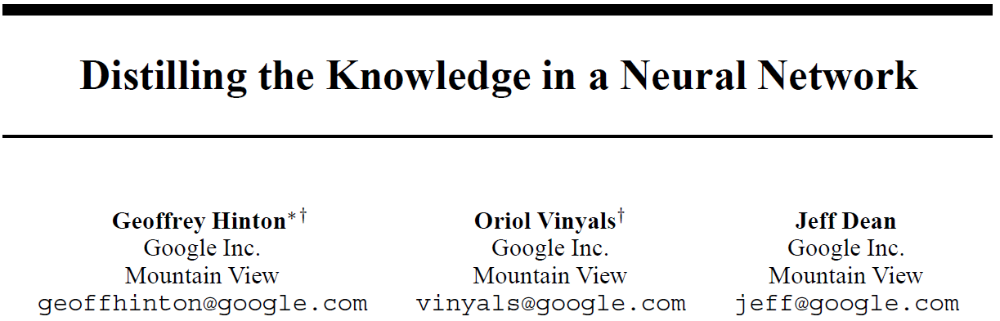 Distilling the Knowledge in a Neural Network
Geoffrey Hinton*† Oriol Vinyals† Jeff Dean
Google Inc. Google Inc. Google Inc.
Mountain View Mountain View Mountain View
geoffhinton@google.com vinyals@google.com jeff@google.com